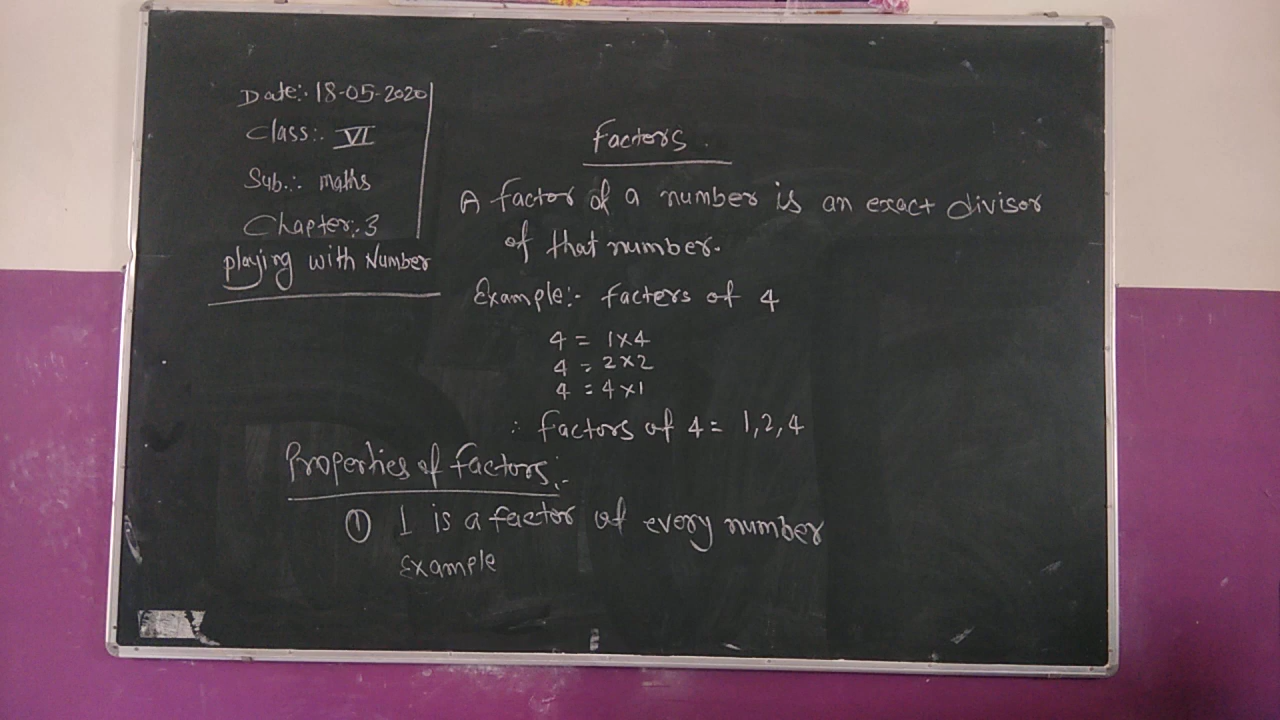 Date:- 18-05-2020
Class:- VI
Sub:- maths
Chapter:-3
playing with Number
Factors.
A factor of a number is an exact divisor
of that number.
Example:- factors of 4
4 = 1×4
4 = 2×2
4 = 4×1
∴ factors of 4 = 1,2,4
Properties of factors:-
① 1 is a factor of every number
Example